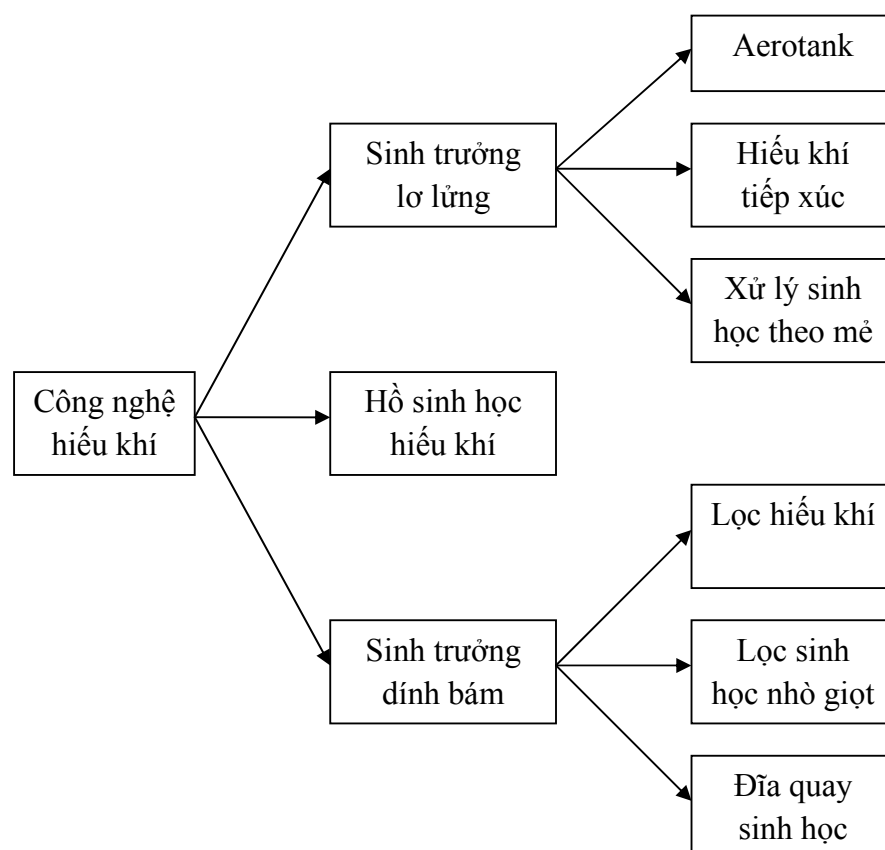 Aerotank
Sinh trưởng
lơ lửng
Hiếu khí
tiếp xúc
Xử lý sinh
học theo mẻ
Công nghệ
hiếu khí
Hồ sinh học
hiếu khí
Lọc hiếu khí
Sinh trưởng
dính bám
Lọc sinh
học nhò giọt
Đĩa quay
sinh học